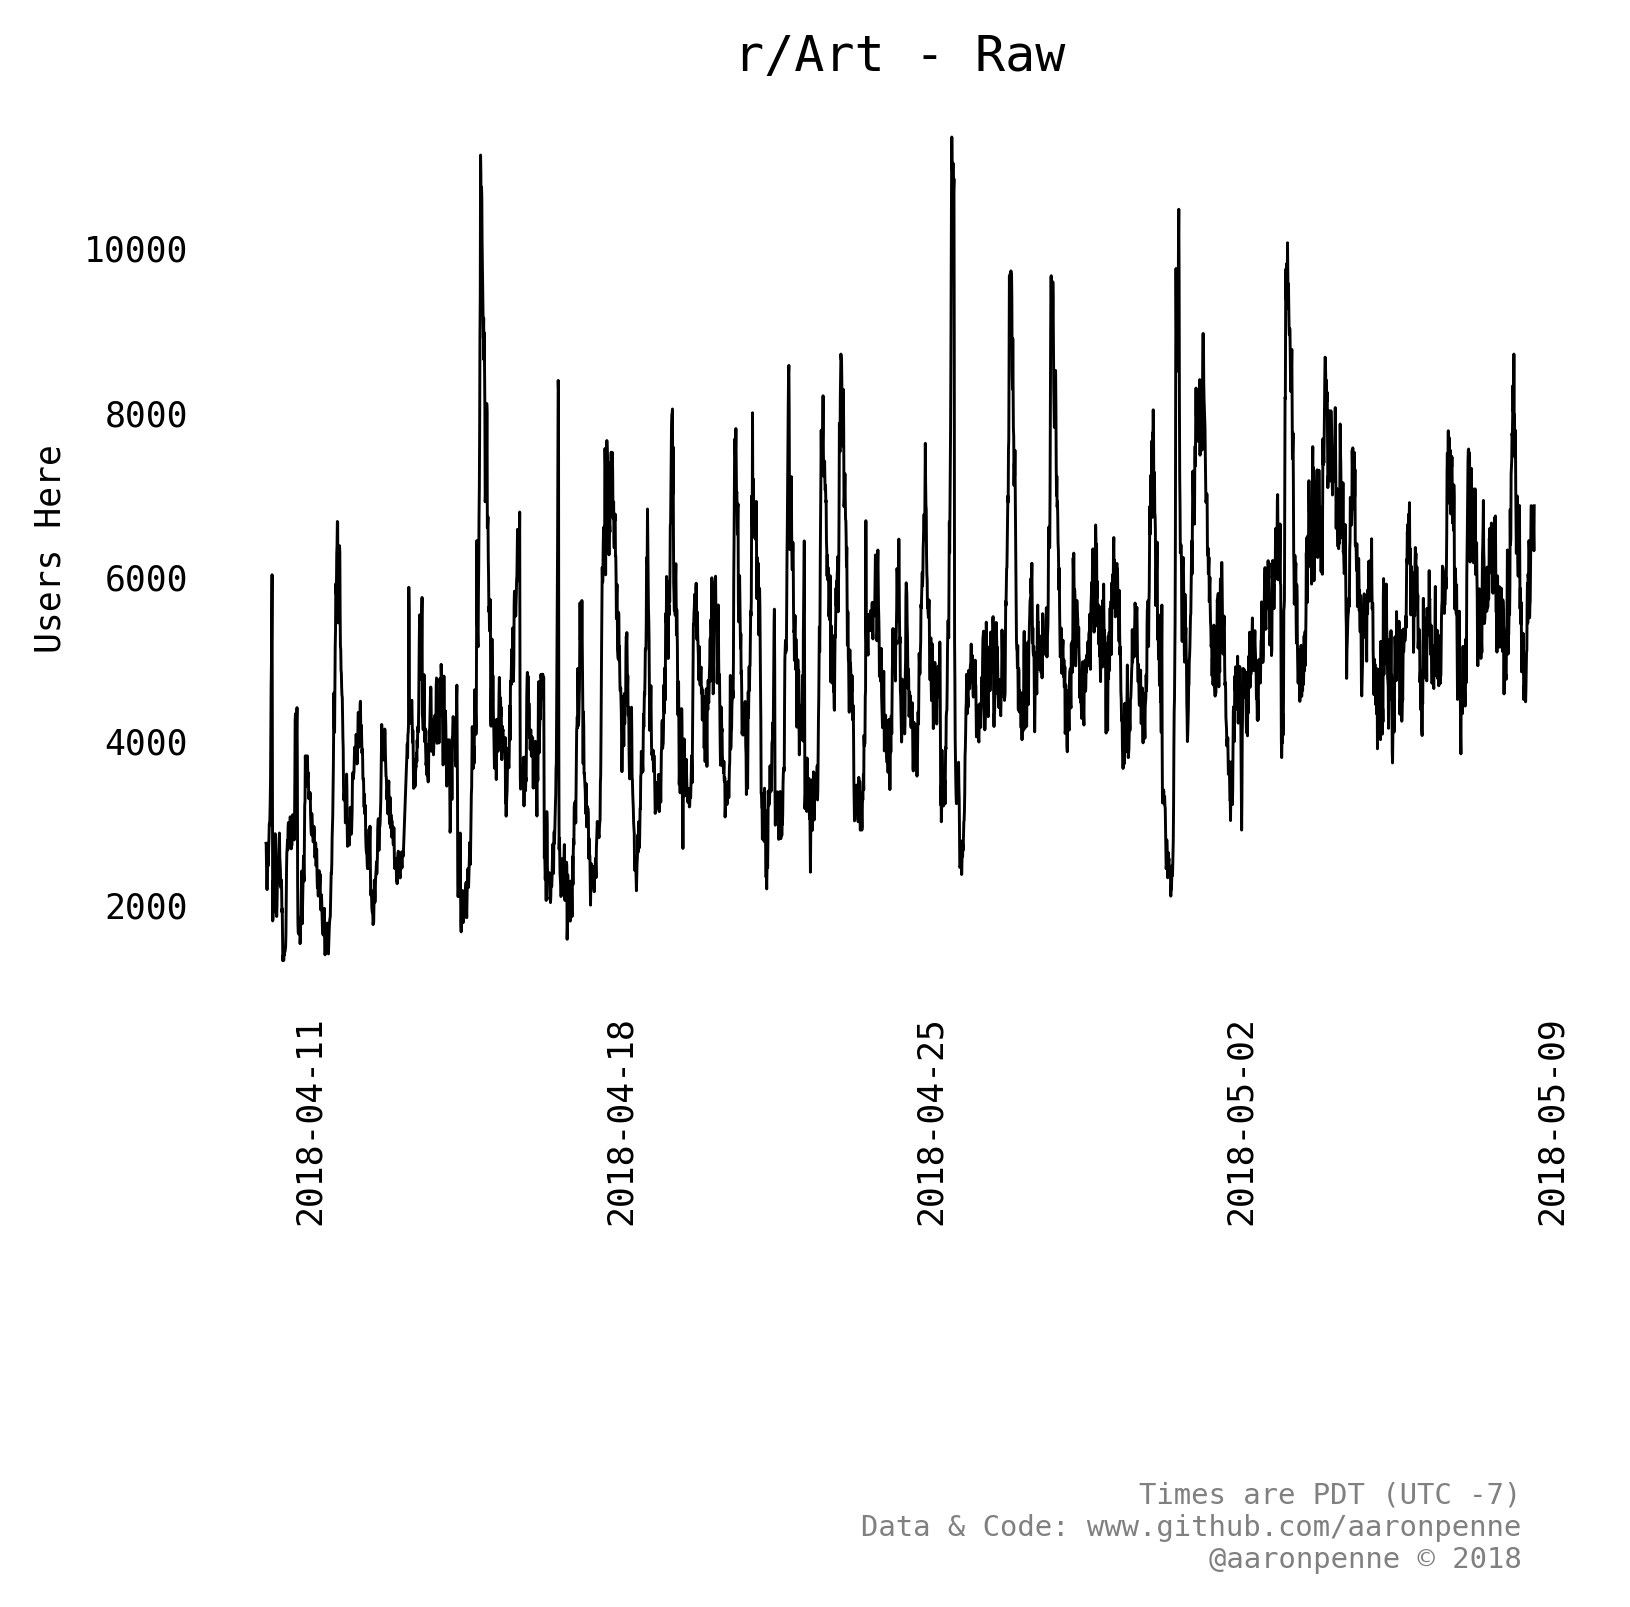 r/Art - Raw
Users Here
10000
8000
6000
4000
2000
2018-04-11
2018-04-18
2018-04-25
2018-05-02
2018-05-09
Times are PDT (UTC -7)
Data & Code: www.github.com/aaronpenne
@aaronpenne © 2018